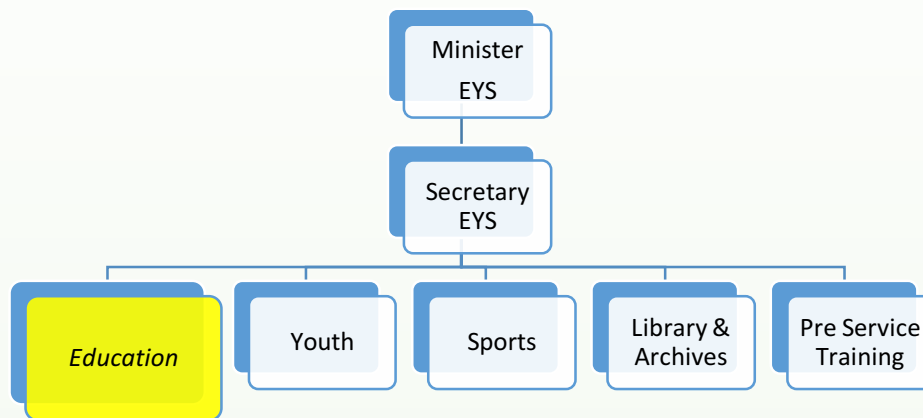 Minister
EYS
Secretary
EYS
Education
Youth
Sports
Library &
Archives
Pre Service
Training